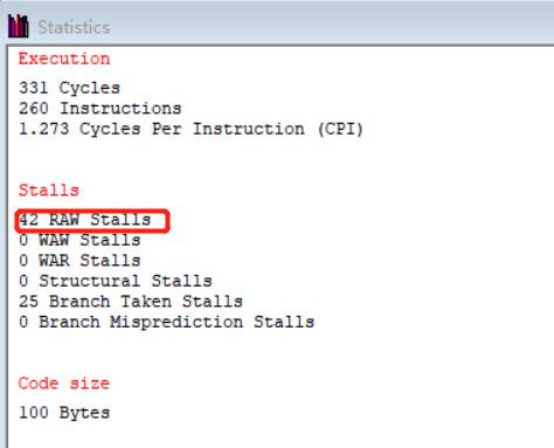 Statistics
Execution
331 Cycles
260 Instructions
1.273 Cycles Per Instruction (CPI)
Stalls
42 RAW Stalls
0 WAW Stalls
0 WAR Stalls
0 Structural Stalls
25 Branch Taken Stalls
0 Branch Misprediction Stalls
Code size
100 Bytes